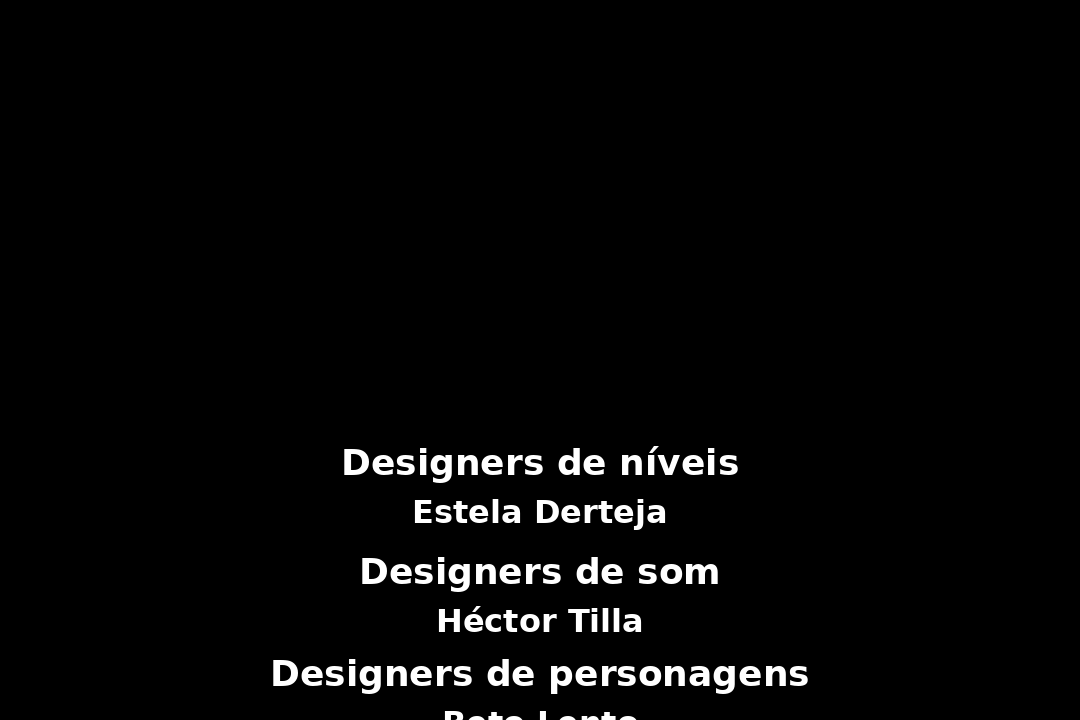 Designers de níveis
Estela Derteja
Designers de som
Héctor Tilla
Designers de personagens